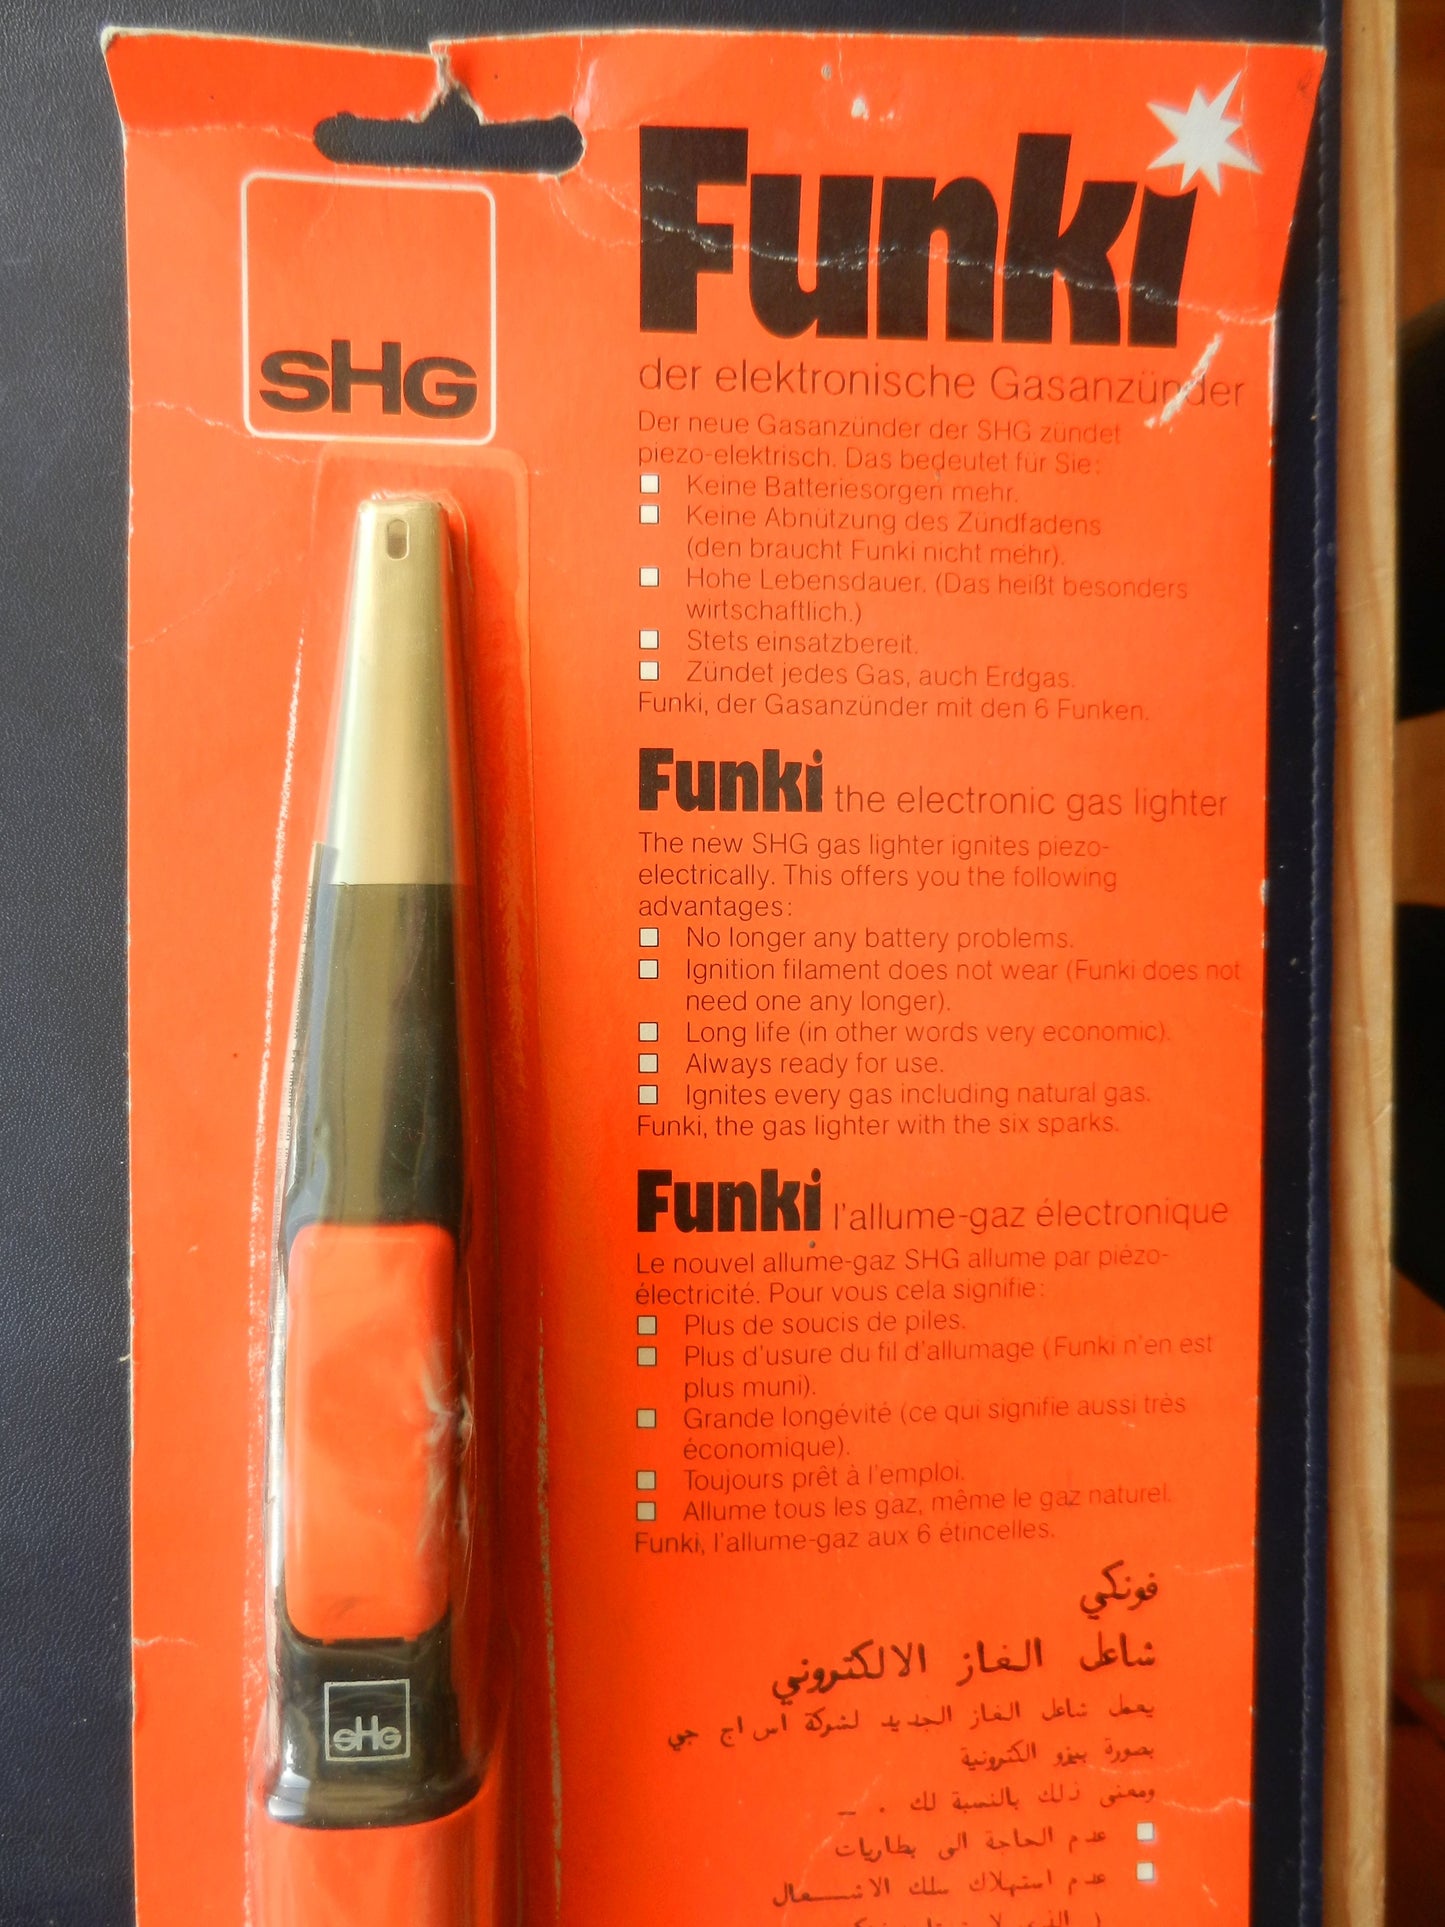 SHG
Funki
der elektronische Gasanzünder
Der neue Gasanzünder der SHG zündet
piezo-elektrisch. Das bedeutet für Sie:
Keine Batteriesorgen mehr.
Keine Abnützung des Zündfadens
(den braucht Funki nicht mehr).
Hohe Lebensdauer. (Das heißt besonders
wirtschaftlich.)
Stets einsatzbereit.
Zündet jedes Gas, auch Erdgas.
Funki, der Gasanzünder mit den 6 Funken.
Funki the electronic gas lighter
The new SHG gas lighter ignites piezo-
electrically. This offers you the following
advantages:
No longer any battery problems.
Ignition filament does not wear (Funki does not
need one any longer).
Long life (in other words very economic).
Always ready for use.
Ignites every gas including natural gas.
Funki, the gas lighter with the six sparks.
Funki l'allume-gaz électronique
Le nouvel allume-gaz SHG allume par piézo-
électricité. Pour vous cela signifie:
Plus de soucis de piles.
Plus d'usure du fil d'allumage (Funki n'en est
plus muni).
Grande longévité (ce qui signifie aussi très
économique).
Toujours prêt à l'emploi.
Allume tous les gaz, même le gaz naturel.
Funki, l'allume-gaz aux 6 étincelles.
فونكي
شاعل الغاز الالكتروني
يعمل شاعل الغاز الجديد لشركة اس اج جي
بصورة بيزو الكترونية
ومعنى ذلك بالنسبة لك . _
عدم الحاجة الى بطاريات
عدم استهلاك سلك الاشعال
SHG